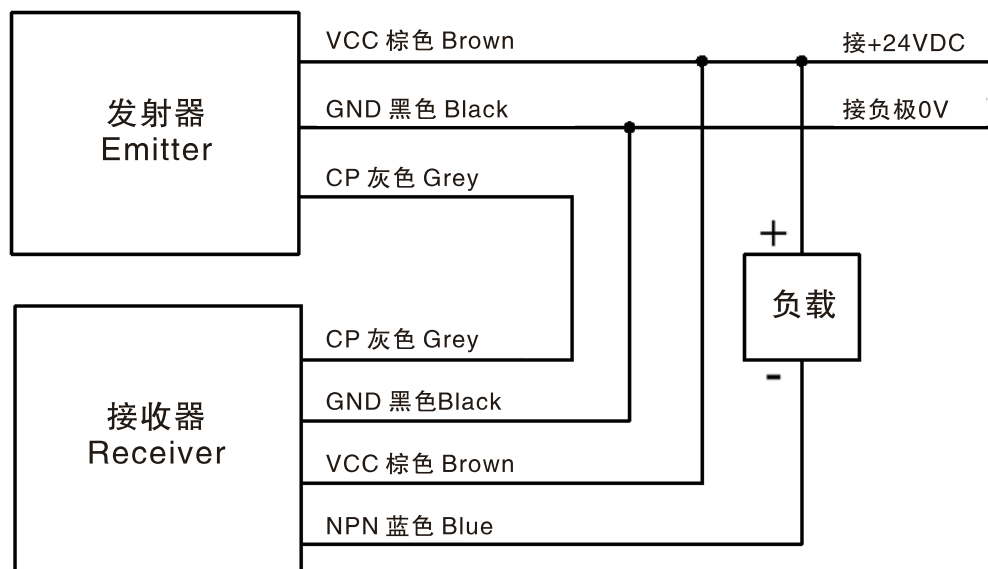 VCC 棕色 Brown
接+24VDC
发射器
Emitter
GND 黑色 Black
接负极0V
CP 灰色 Grey
+
负载
-
CP 灰色 Grey
接收器
Receiver
GND 黑色Black
VCC 棕色 Brown
NPN 蓝色 Blue